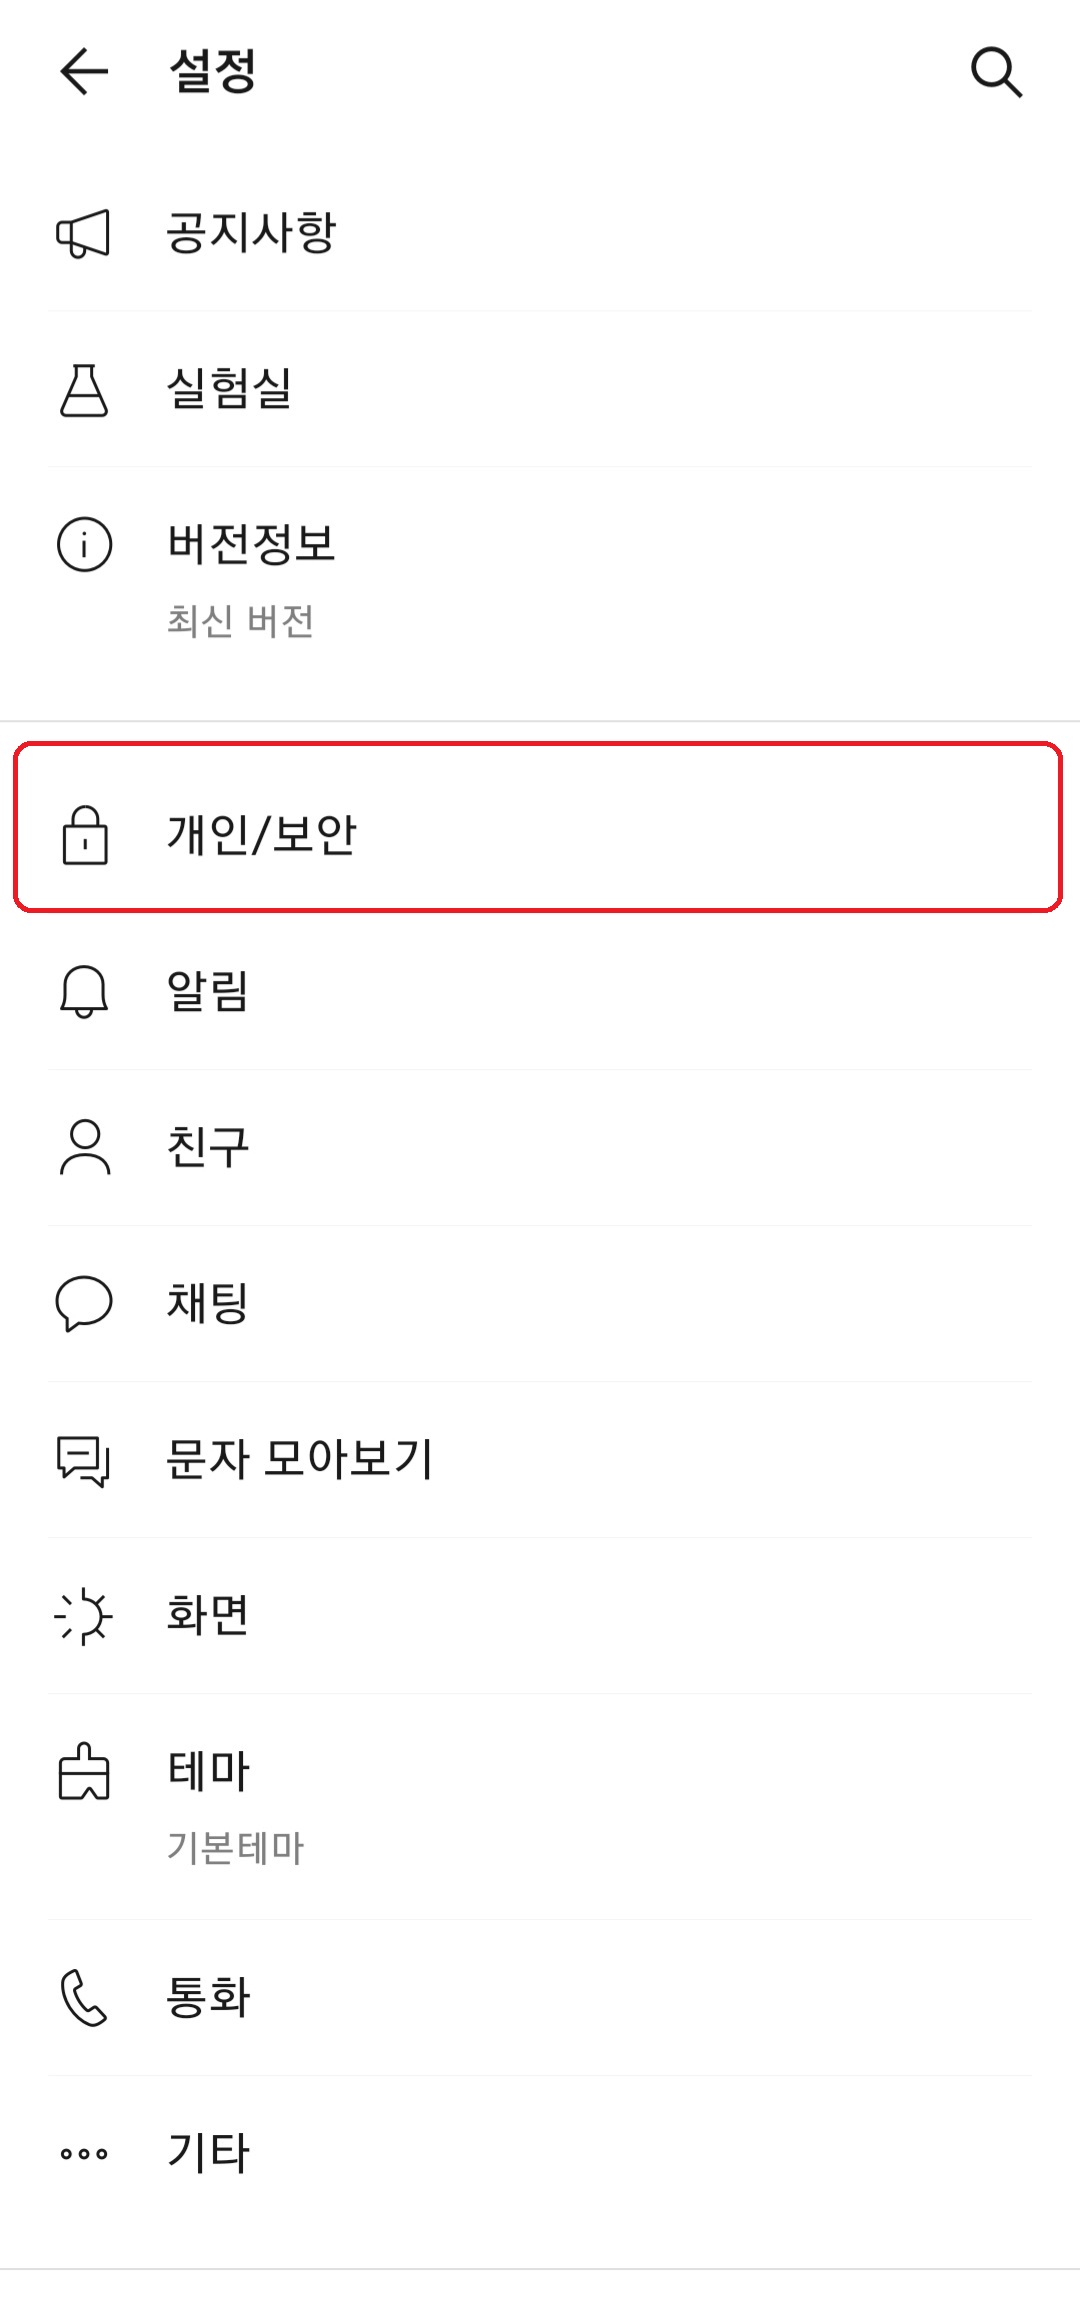 설정
공지사항
실험실
버전정보
최신 버전
개인/보안
알림
친구
채팅
문자 모아보기
화면
테마
기본테마
통화
기타